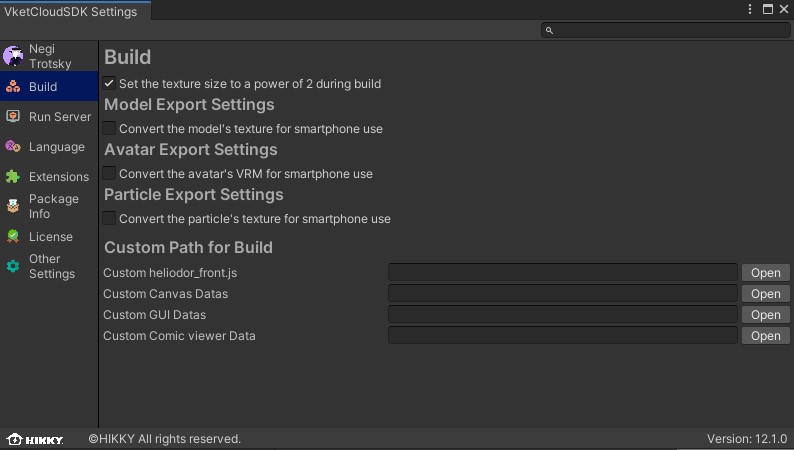 VketCloudSDK Settings
Negi
Trotsky
Build
Run Server
Language
Extensions
Package
Info
License
Other
Settings
Build
Set the texture size to a power of 2 during build
Model Export Settings
Convert the model's texture for smartphone use
Avatar Export Settings
Convert the avatar's VRM for smartphone use
Particle Export Settings
Convert the particle's texture for smartphone use
Custom Path for Build
Custom heliodor_front.js Open
Custom Canvas Datas Open
Custom GUI Datas Open
Custom Comic viewer Data Open
HIKKY ©HIKKY All rights reserved. Version: 12.1.0